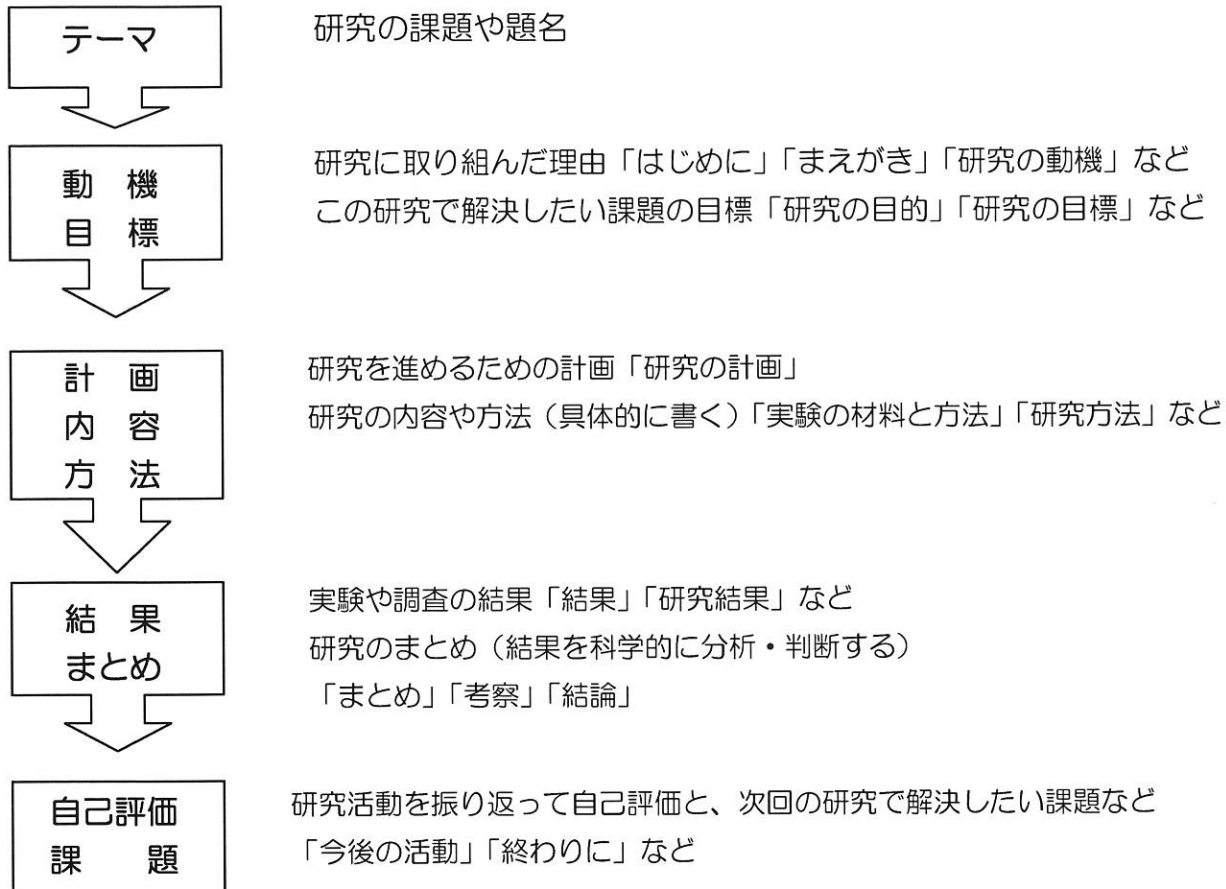 テーマ
研究の課題や題名
動 機
目 標
研究に取り組んだ理由「はじめに」「まえがき」「研究の動機」など
この研究で解決したい課題の目標「研究の目的」「研究の目標」など
計 画
内 容
方 法
研究を進めるための計画「研究の計画」
研究の内容や方法（具体的に書く）「実験の材料と方法」「研究方法」など
結 果
まとめ
実験や調査の結果「結果」「研究結果」など
研究のまとめ（結果を科学的に分析・判断する）
「まとめ」「考察」「結論」
自己評価
課 題
研究活動を振り返って自己評価と、次回の研究で解決したい課題など
「今後の活動」「終わりに」など